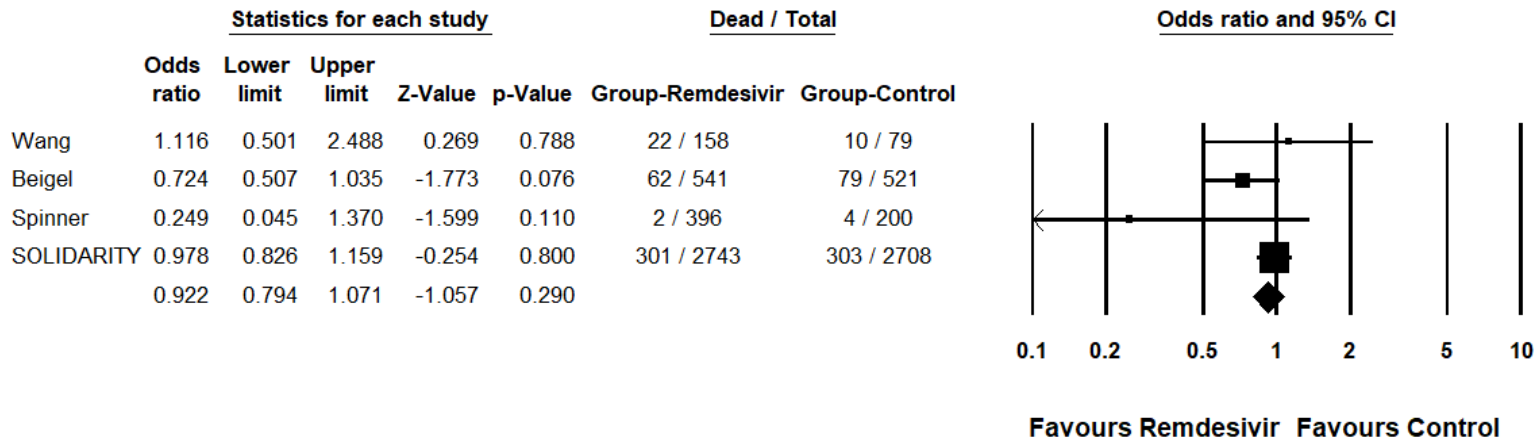 Statistics for each study Dead / Total Odds ratio and 95% CI
Odds Lower Upper
ratio limit limit Z-Value p-Value Group-Remdesivir Group-Control
Wang 1.116 0.501 2.488 0.269 0.788 22 / 158 10 / 79
Beigel 0.724 0.507 1.035 -1.773 0.076 62 / 541 79 / 521
Spinner 0.249 0.045 1.370 -1.599 0.110 2 / 396 4 / 200
SOLIDARITY 0.978 0.826 1.159 -0.254 0.800 301 / 2743 303 / 2708
0.922 0.794 1.071 -1.057 0.290
0.1 0.2 0.5 1 2 5 10
Favours Remdesivir Favours Control